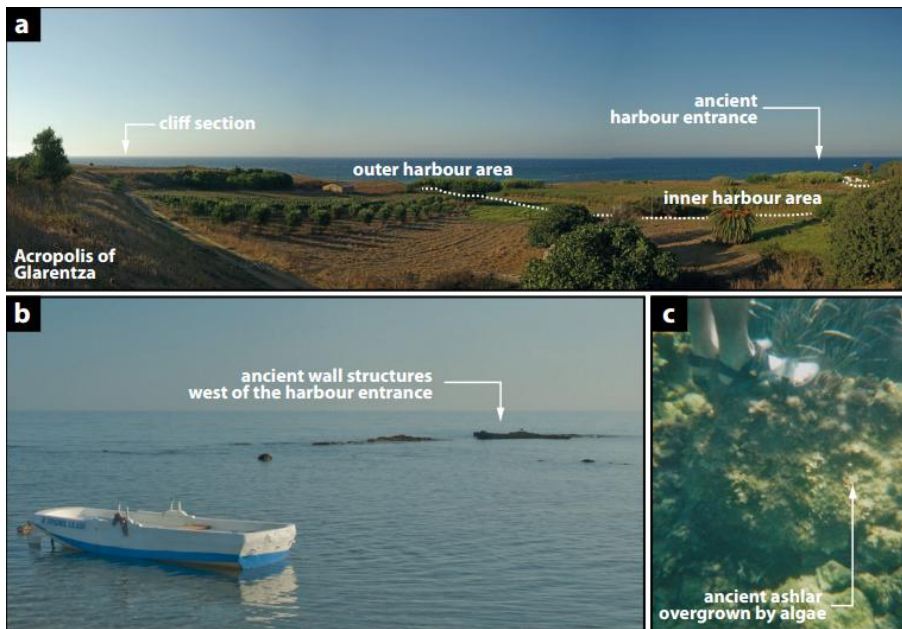 a
cliff section
ancient
harbour entrance
outer harbour area
inner harbour area
Acropolis of
Glarentza
b
ancient wall structures
west of the harbour entrance
c
ancient ashlar
overgrown by algae